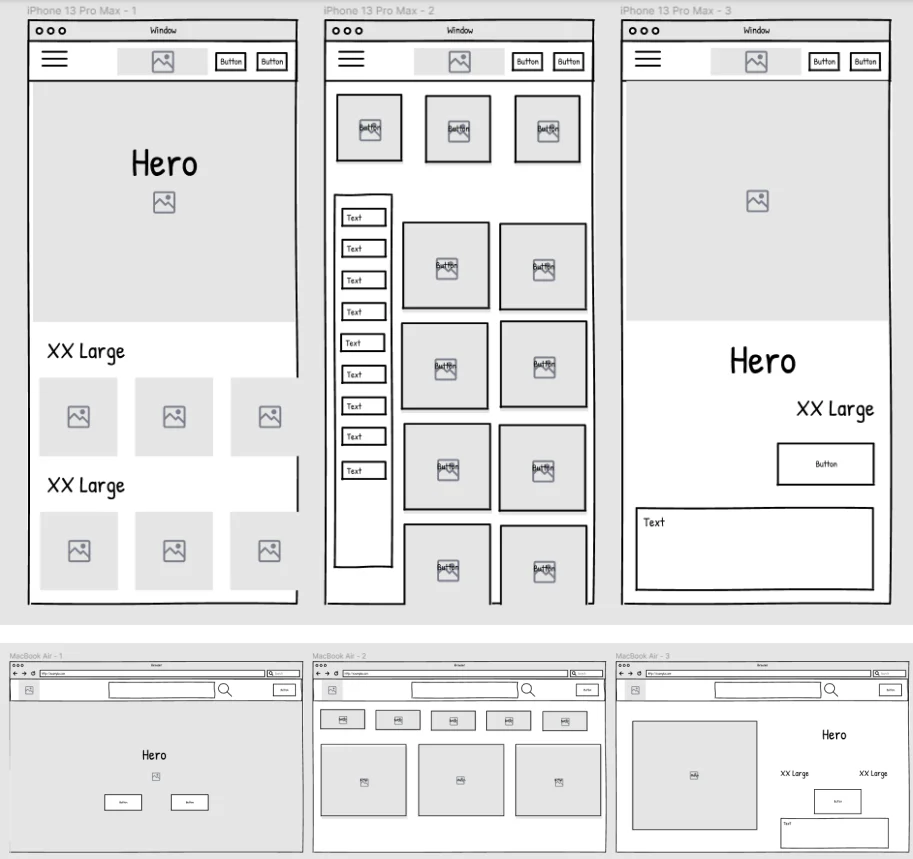 iPhone 13 Pro Max - 1
Window
Button Button
Hero
XX Large
XX Large
iPhone 13 Pro Max - 2
Window
Button Button
Button Button Button
Text
Text
Text
Text
Text
Text
Text
Text
Text
Button Button
Button Button
Button Button
Button Button
iPhone 13 Pro Max - 3
Window
Button Button
Hero
XX Large
Button
Text
MacBook Air - 1
Browser
http://example.com
Search
Button
Hero
Button Button
MacBook Air - 2
Browser
http://example.com
Search
Button
MacBook Air - 3
Browser
http://example.com
Search
Button
Hero
XX Large XX Large
Button
Text